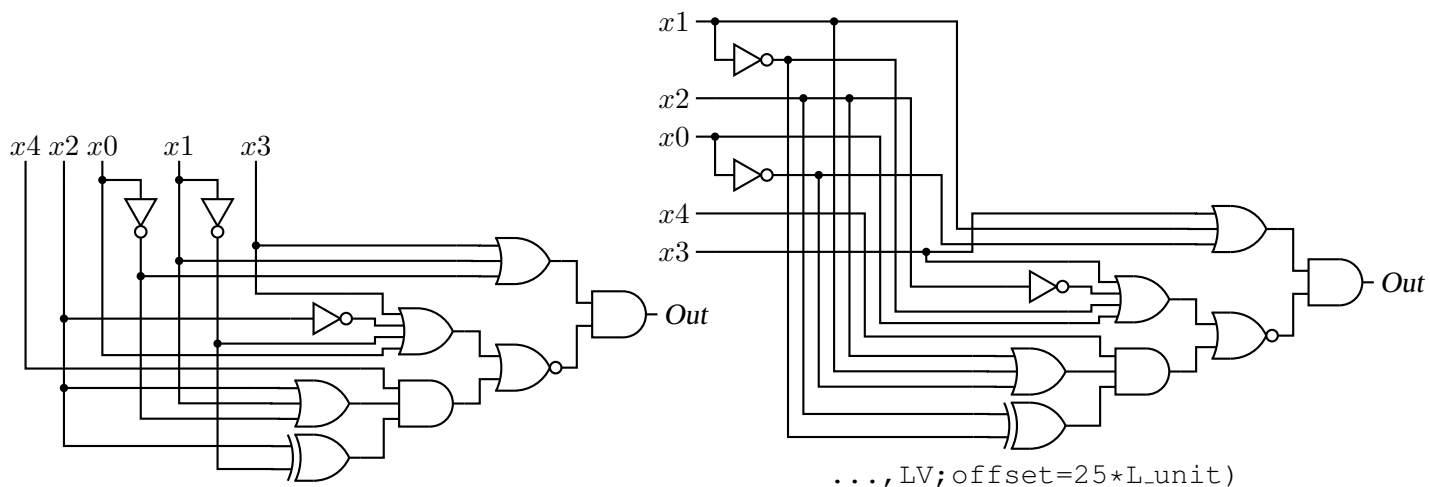 x4 x2 x0 x1 x3
Out
x1
x2
x0
x4
x3
Out
...,LV;offset=25*L_unit)